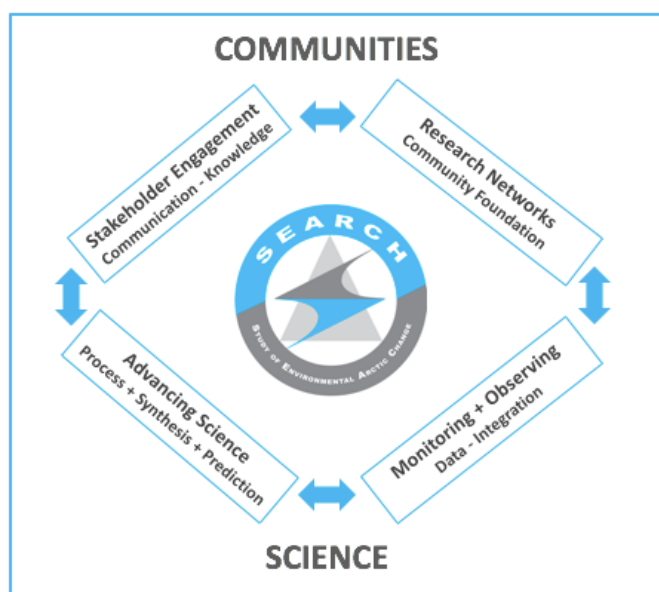 COMMUNITIES
Stakeholder Engagement
Communication - Knowledge
Research Networks
Community Foundation
SEARCH
STUDY OF ENVIRONMENTAL ARCTIC CHANGE
Advancing Science
Process + Synthesis + Prediction
Monitoring + Observing
Data - Integration
SCIENCE